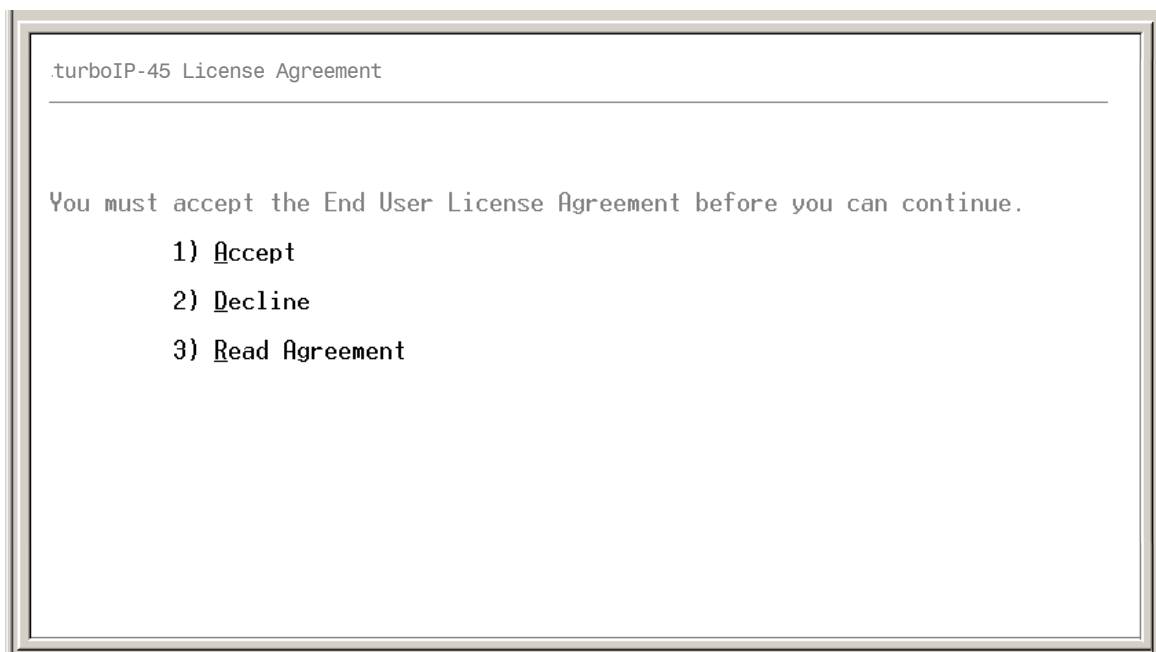 turboIP-45 License Agreement
You must accept the End User License Agreement before you can continue.
1) Accept
2) Decline
3) Read Agreement